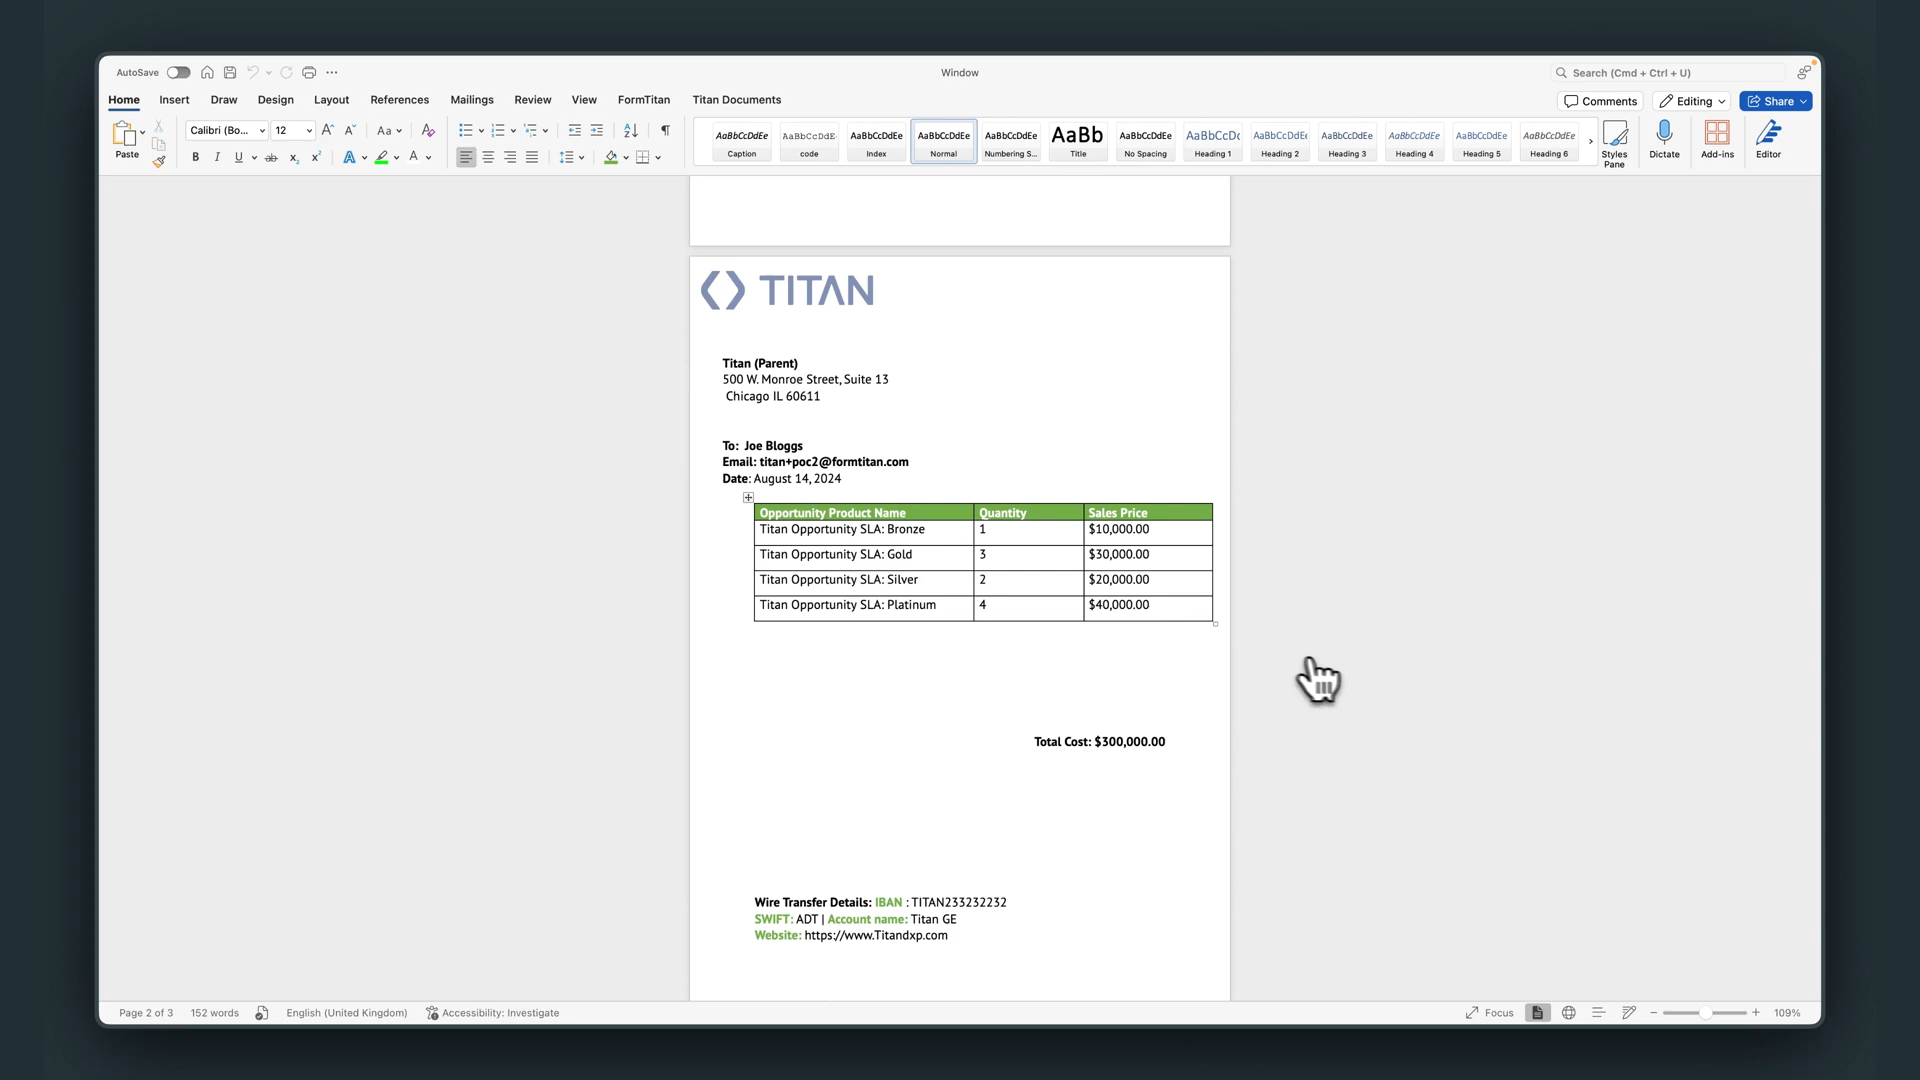 AutoSave
Window
Search (Cmd + Ctrl + U)
Home Insert Draw Design Layout References Mailings Review View FormTitan Titan Documents
Comments Editing Share
Paste
Calibri (Bo... 12
AaBbCcDdEe AaBbCcDdE AaBbCcDdEe AaBbCcDdEe AaBbCcDdEe AaBb AaBbCcDdEe AaBbCcDc AaBbCcDdEe AaBbCcDdEe AaBbCcDdEe AaBbCcDdEe AaBbCcDdEe
Caption code Index Normal Numbering S... Title No Spacing Heading 1 Heading 2 Heading 3 Heading 4 Heading 5 Heading 6
Styles Pane
Dictate
Add-ins
Editor
TITAN
Titan (Parent)
500 W. Monroe Street, Suite 13
Chicago IL 60611
To: Joe Bloggs
Email: titan+poc2@formtitan.com
Date: August 14, 2024
Opportunity Product Name Quantity Sales Price
Titan Opportunity SLA: Bronze 1 $10,000.00
Titan Opportunity SLA: Gold 3 $30,000.00
Titan Opportunity SLA: Silver 2 $20,000.00
Titan Opportunity SLA: Platinum 4 $40,000.00
Total Cost: $300,000.00
Wire Transfer Details: IBAN : TITAN233232232
SWIFT: ADT | Account name: Titan GE
Website: https://www.Titandxp.com
Page 2 of 3 152 words English (United Kingdom) Accessibility: Investigate
Focus 109%